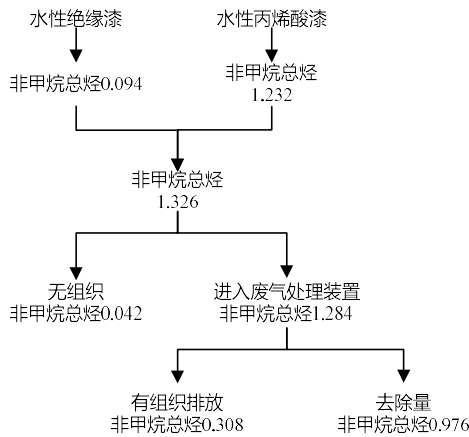 水性绝缘漆
水性丙烯酸漆
非甲烷总烃0.094
非甲烷总烃
1.232
非甲烷总烃
1.326
无组织
非甲烷总烃0.042
进入废气处理装置
非甲烷总烃1.284
有组织排放
非甲烷总烃0.308
去除量
非甲烷总烃0.976